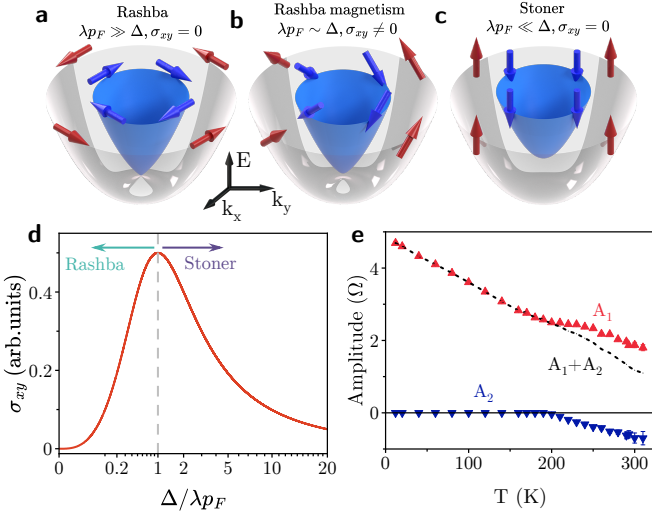 a
Rashba
λp_F ≫ Δ, σ_xy = 0
b
Rashba magnetism
λp_F ∼ Δ, σ_xy ≠ 0
c
Stoner
λp_F ≪ Δ, σ_xy = 0
E
k_x
k_y
d
Rashba
Stoner
σ_xy (arb.units)
0.4
0
0
0.2
1
2
5
10
20
Δ/λp_F
e
Amplitude (Ω)
4
2
0
A_1
A_1+A_2
A_2
0
100
200
300
T (K)